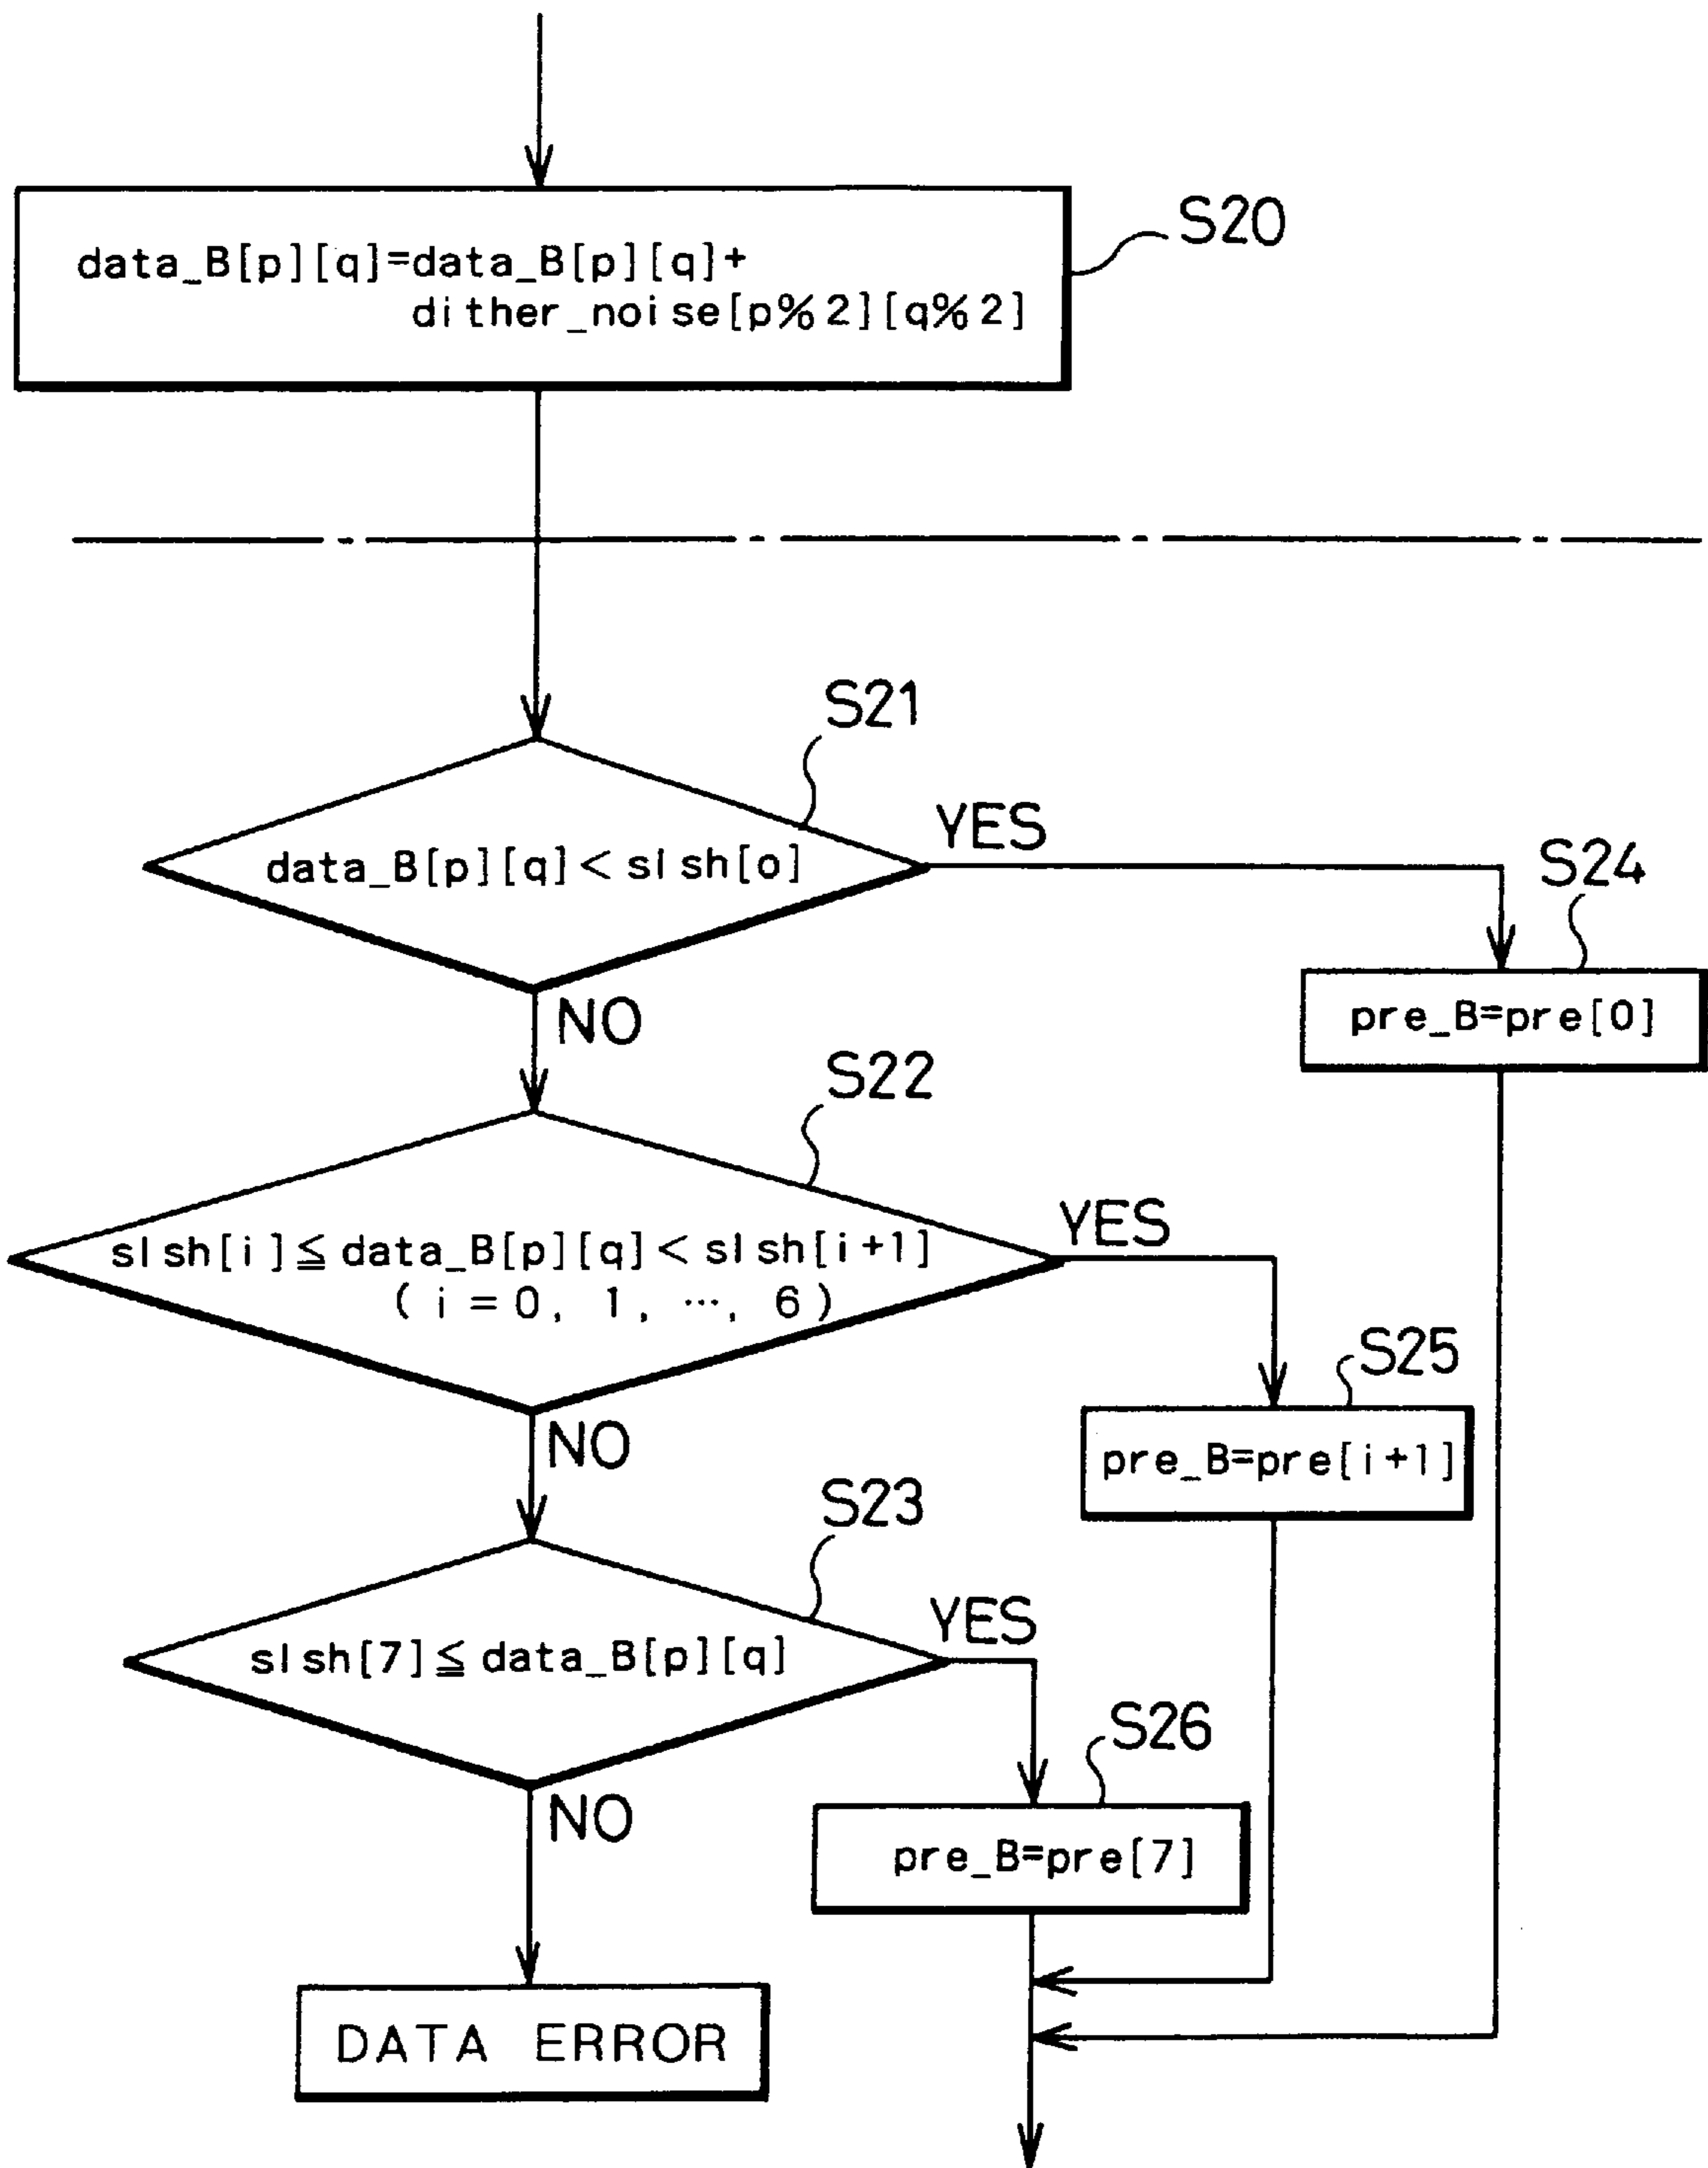 S20
data_B[p][q]=data_B[p][q]+
dither_noise[p%2][q%2]
S21
data_B[p][q]<slsh[o]
YES
NO
S24
pre_B=pre[0]
S22
slsh[i]≦data_B[p][q]<slsh[i+1]
(i=0, 1, …, 6)
YES
NO
S25
pre_B=pre[i+1]
S23
slsh[7]≦data_B[p][q]
YES
NO
S26
pre_B=pre[7]
DATA ERROR